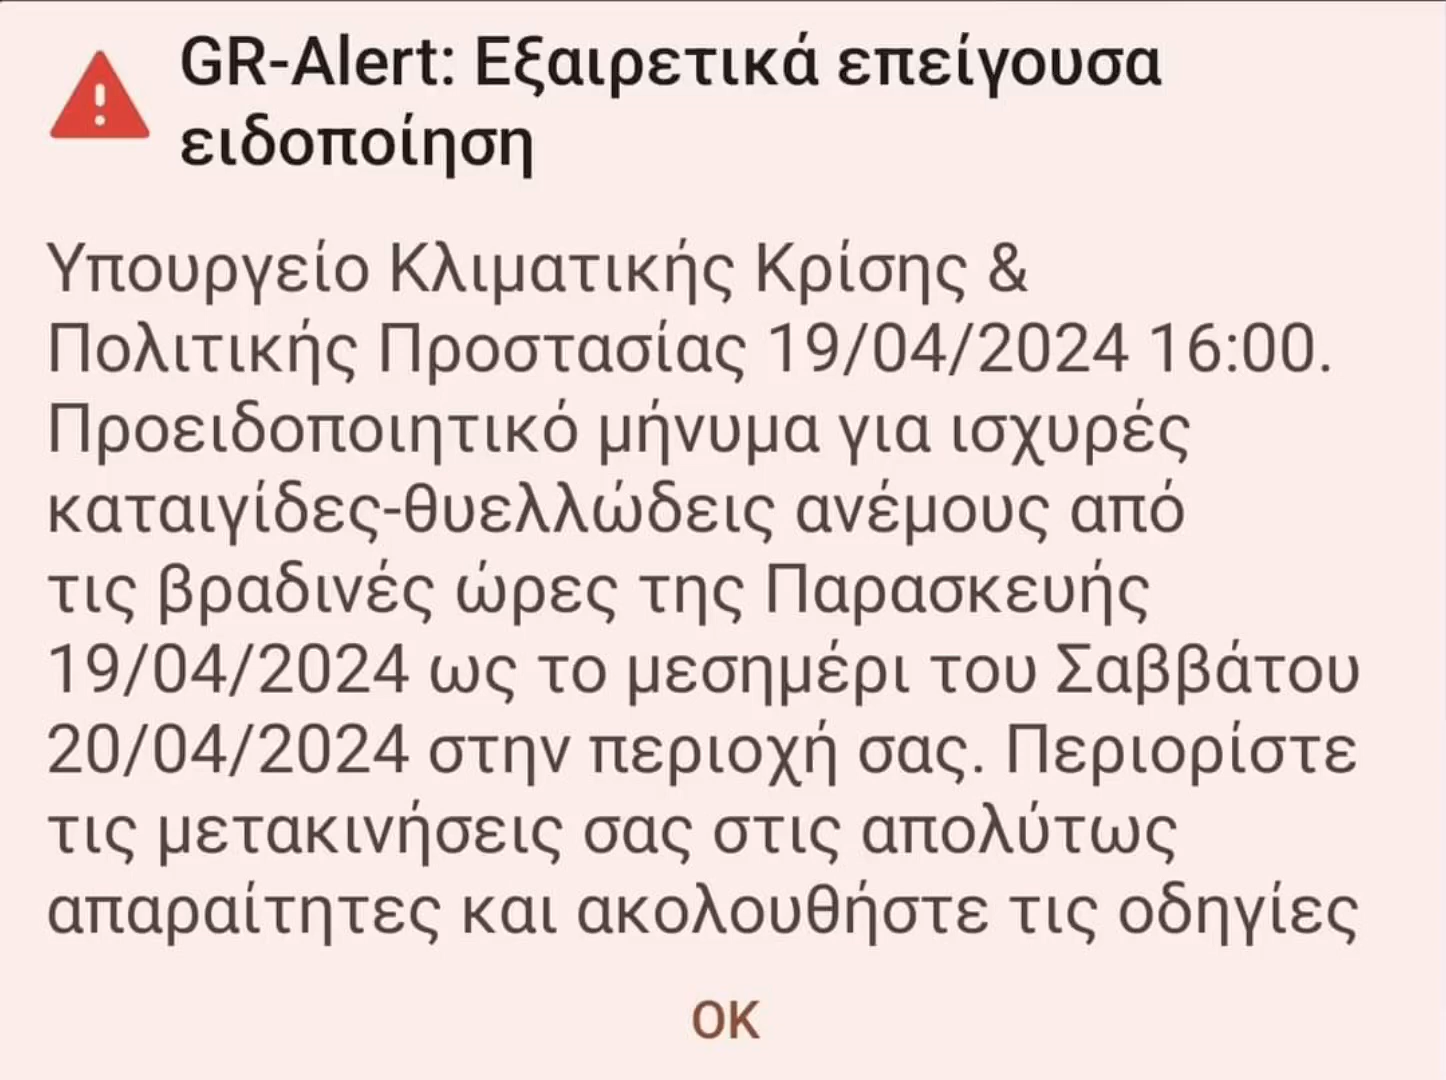 GR-Alert: Εξαιρετικά επείγουσα
ειδοποίηση
Υπουργείο Κλιματικής Κρίσης &
Πολιτικής Προστασίας 19/04/2024 16:00.
Προειδοποιητικό μήνυμα για ισχυρές
καταιγίδες-θυελλώδεις ανέμους από
τις βραδινές ώρες της Παρασκευής
19/04/2024 ως το μεσημέρι του Σαββάτου
20/04/2024 στην περιοχή σας. Περιορίστε
τις μετακινήσεις σας στις απολύτως
απαραίτητες και ακολουθήστε τις οδηγίες
OK